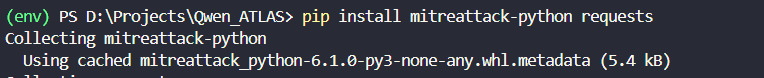 (env) PS D:\Projects\Qwen_ATLAS> pip install mitreattack-python requests
Collecting mitreattack-python
  Using cached mitreattack_python-6.1.0-py3-none-any.whl.metadata (5.4 kB)